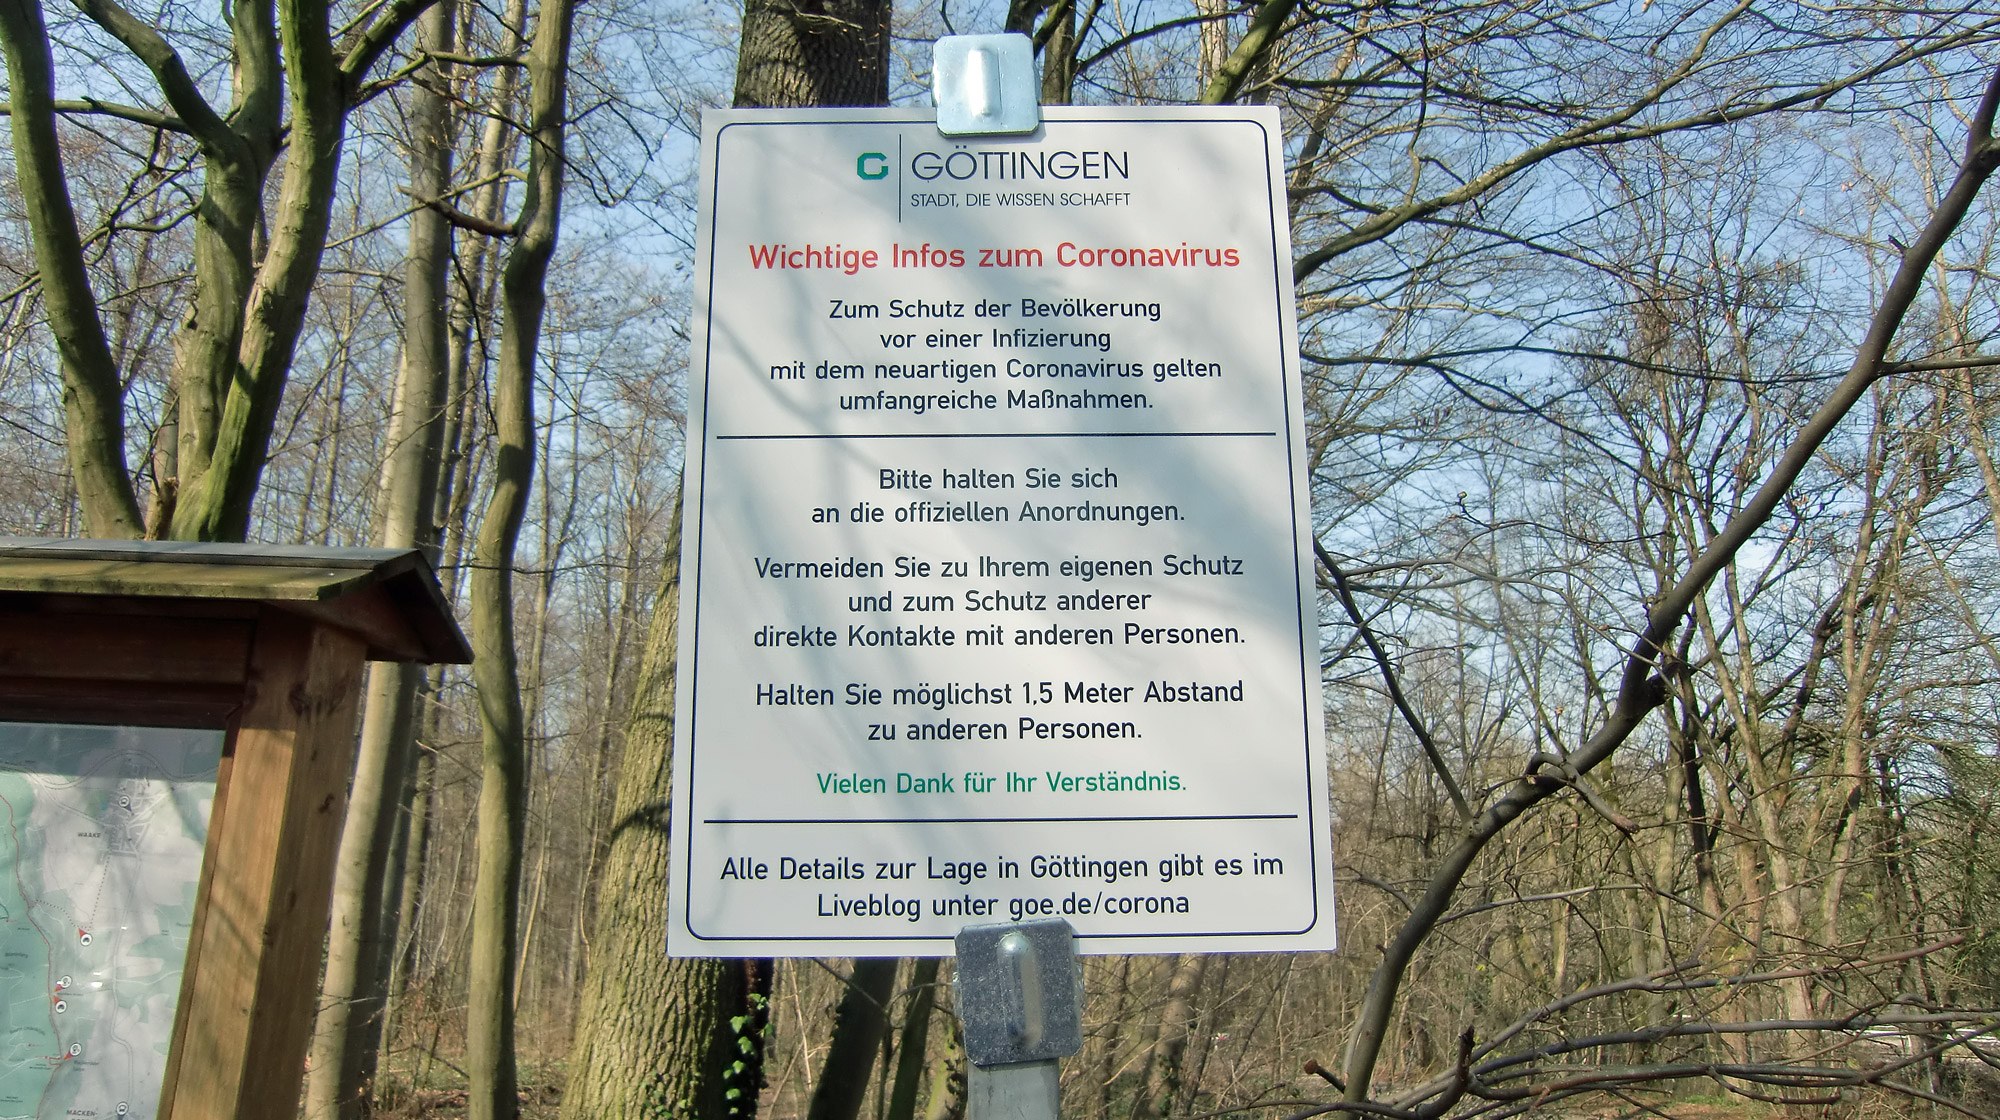 G
GÖTTINGEN
STADT, DIE WISSEN SCHAFFT
Wichtige Infos zum Coronavirus
Zum Schutz der Bevölkerung
vor einer Infizierung
mit dem neuartigen Coronavirus gelten
umfangreiche Maßnahmen.
Bitte halten Sie sich
an die offiziellen Anordnungen.
Vermeiden Sie zu Ihrem eigenen Schutz
und zum Schutz anderer
direkte Kontakte mit anderen Personen.
Halten Sie möglichst 1,5 Meter Abstand
zu anderen Personen.
Vielen Dank für Ihr Verständnis.
Alle Details zur Lage in Göttingen gibt es im
Liveblog unter goe.de/corona
WAAKE
MACKEN-